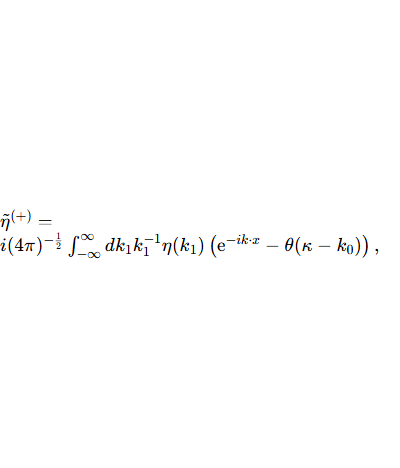 $\tilde{\eta}^{(+)} =$
$i(4\pi)^{-\frac{1}{2}} \int_{-\infty}^{\infty} dk_1 k_1^{-1} \eta(k_1) \left( \mathrm{e}^{-ik\cdot x} - \theta(\kappa - k_0) \right),$